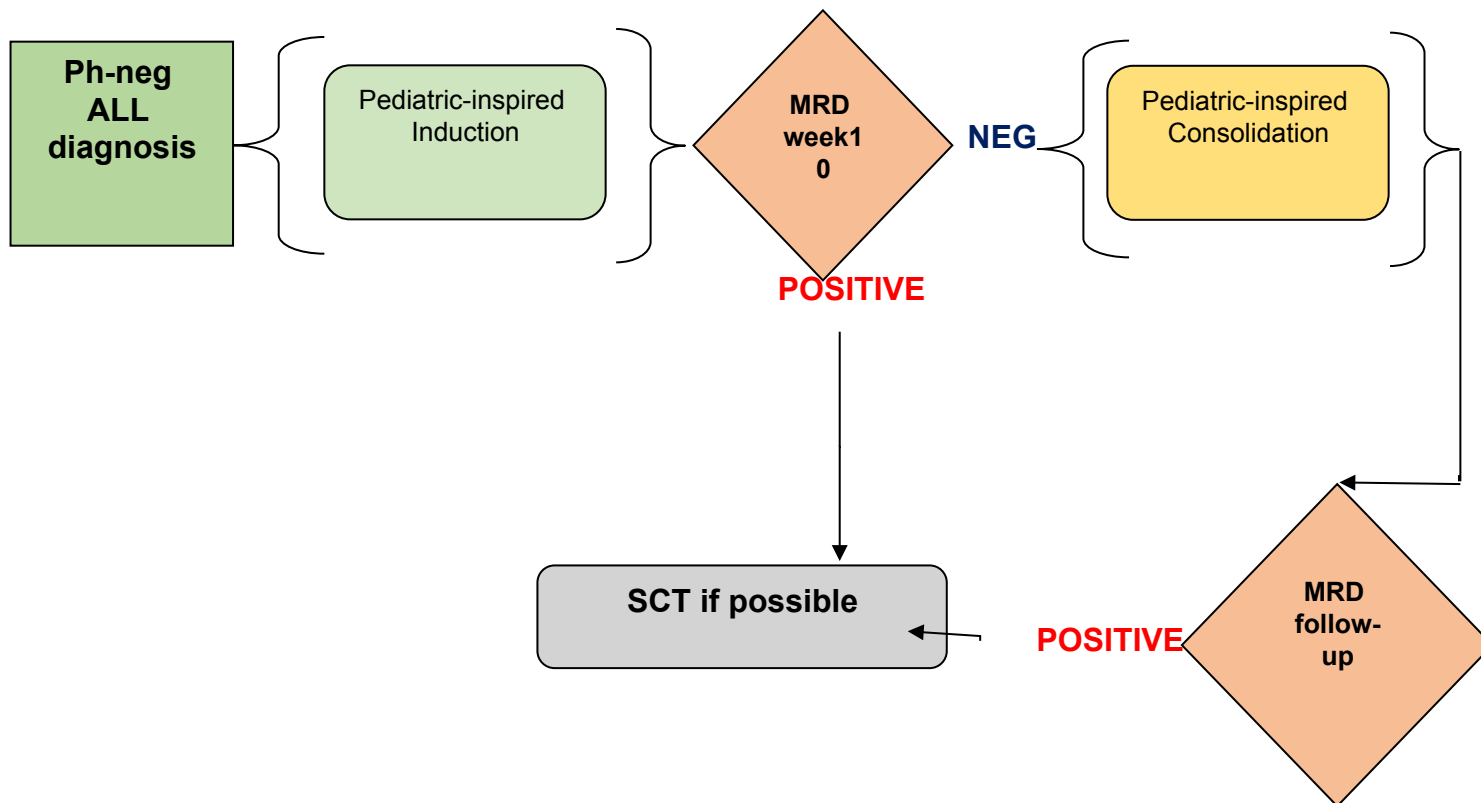 Ph-neg
ALL
diagnosis
Pediatric-inspired
Induction
MRD
week1
0
NEG
Pediatric-inspired
Consolidation
POSITIVE
SCT if possible
POSITIVE
MRD
follow-
up